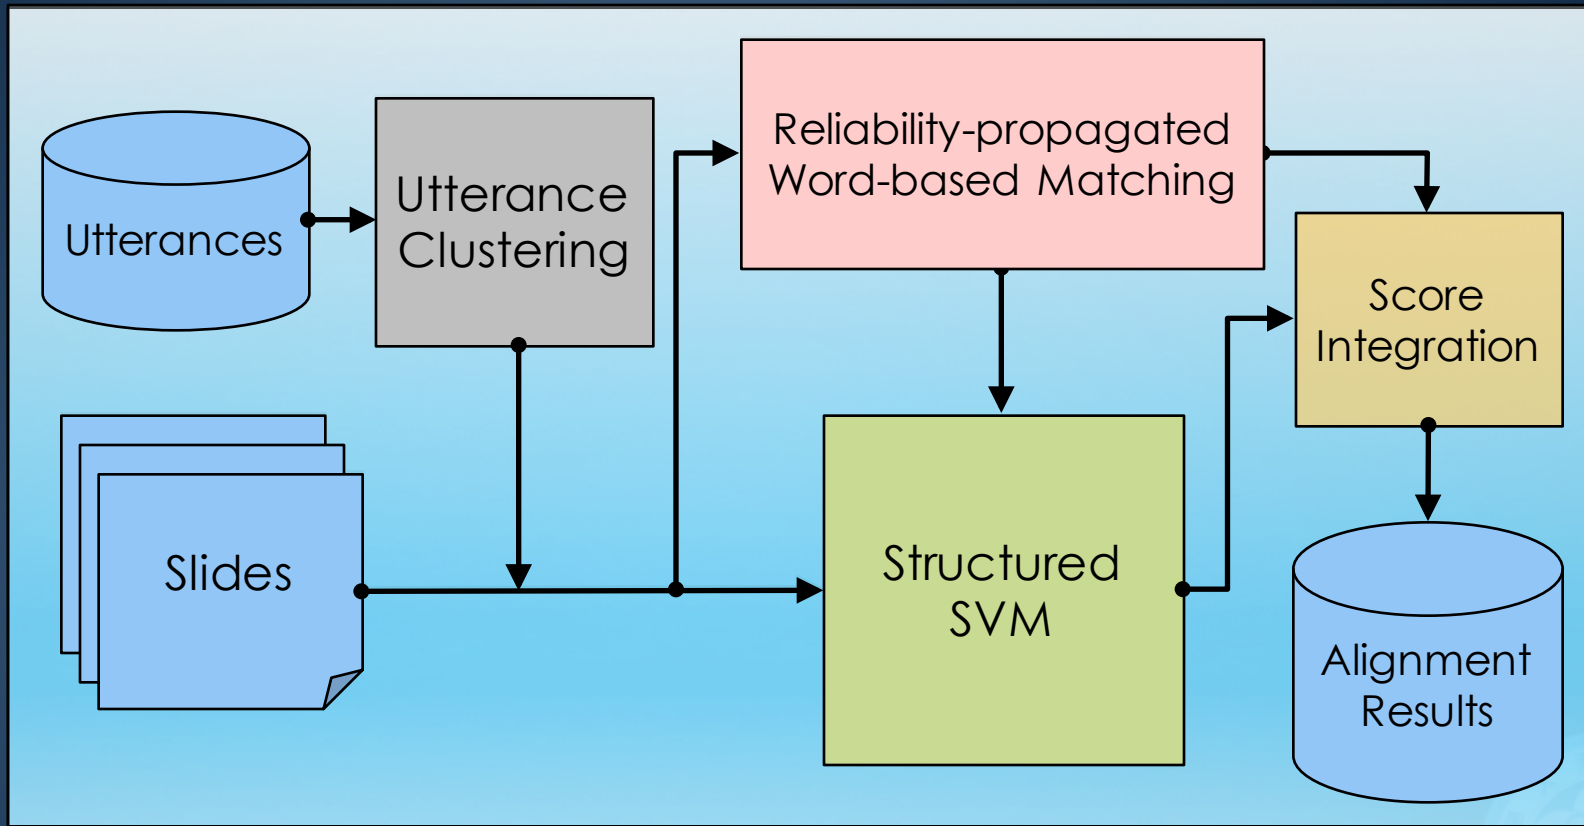 Utterances
Utterance
Clustering
Reliability-propagated
Word-based Matching
Score
Integration
Slides
Structured
SVM
Alignment
Results